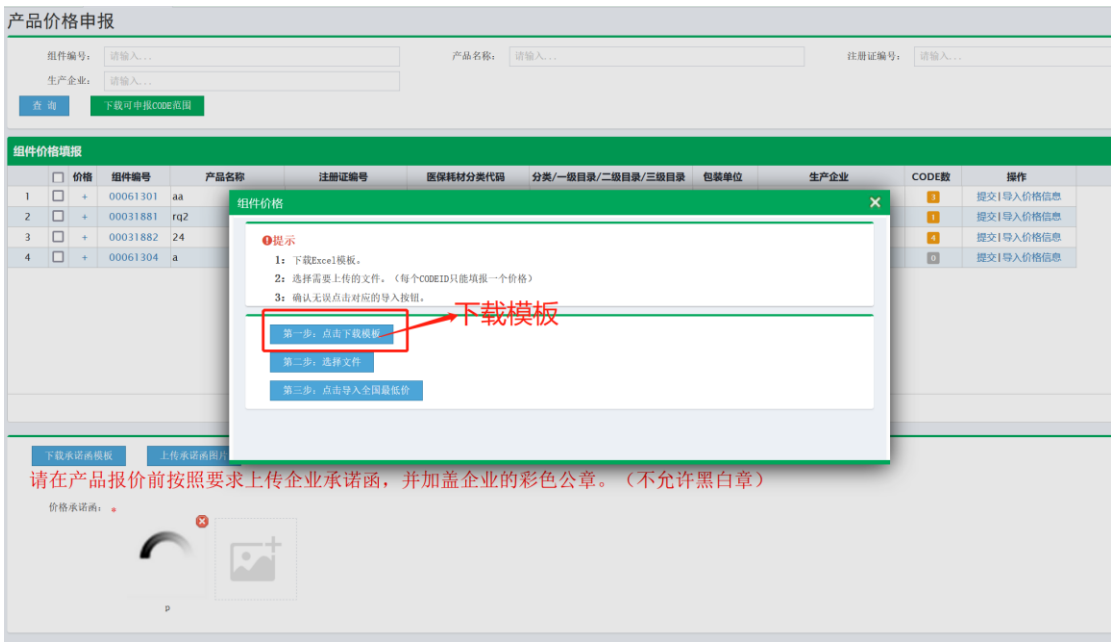 产品价格申报
组件编号： 请输入... 产品名称： 请输入... 注册证编号： 请输入...
生产企业： 请输入...
查 询 下载可申报CODE范围
组件价格填报
价格 组件编号 产品名称 注册证编号 医保耗材分类代码 分类/一级目录/二级目录/三级目录 包装单位 生产企业 CODE数 操作
1 + 00061301 aa 3 提交|导入价格信息
2 + 00031881 rq2 1 提交|导入价格信息
3 + 00031882 24 4 提交|导入价格信息
4 + 00061304 a 0 提交|导入价格信息
组件价格
提示
1：下载Excel模板。
2：选择需要上传的文件。（每个CODEID只能填报一个价格）
3：确认无误点击对应的导入按钮。
下载模板
第一步：点击下载模板
第二步：选择文件
第三步：点击导入全国最低价
下载承诺函模板 上传承诺函图片
请在产品报价前按照要求上传企业承诺函，并加盖企业的彩色公章。（不允许黑白章）
价格承诺函： *
p